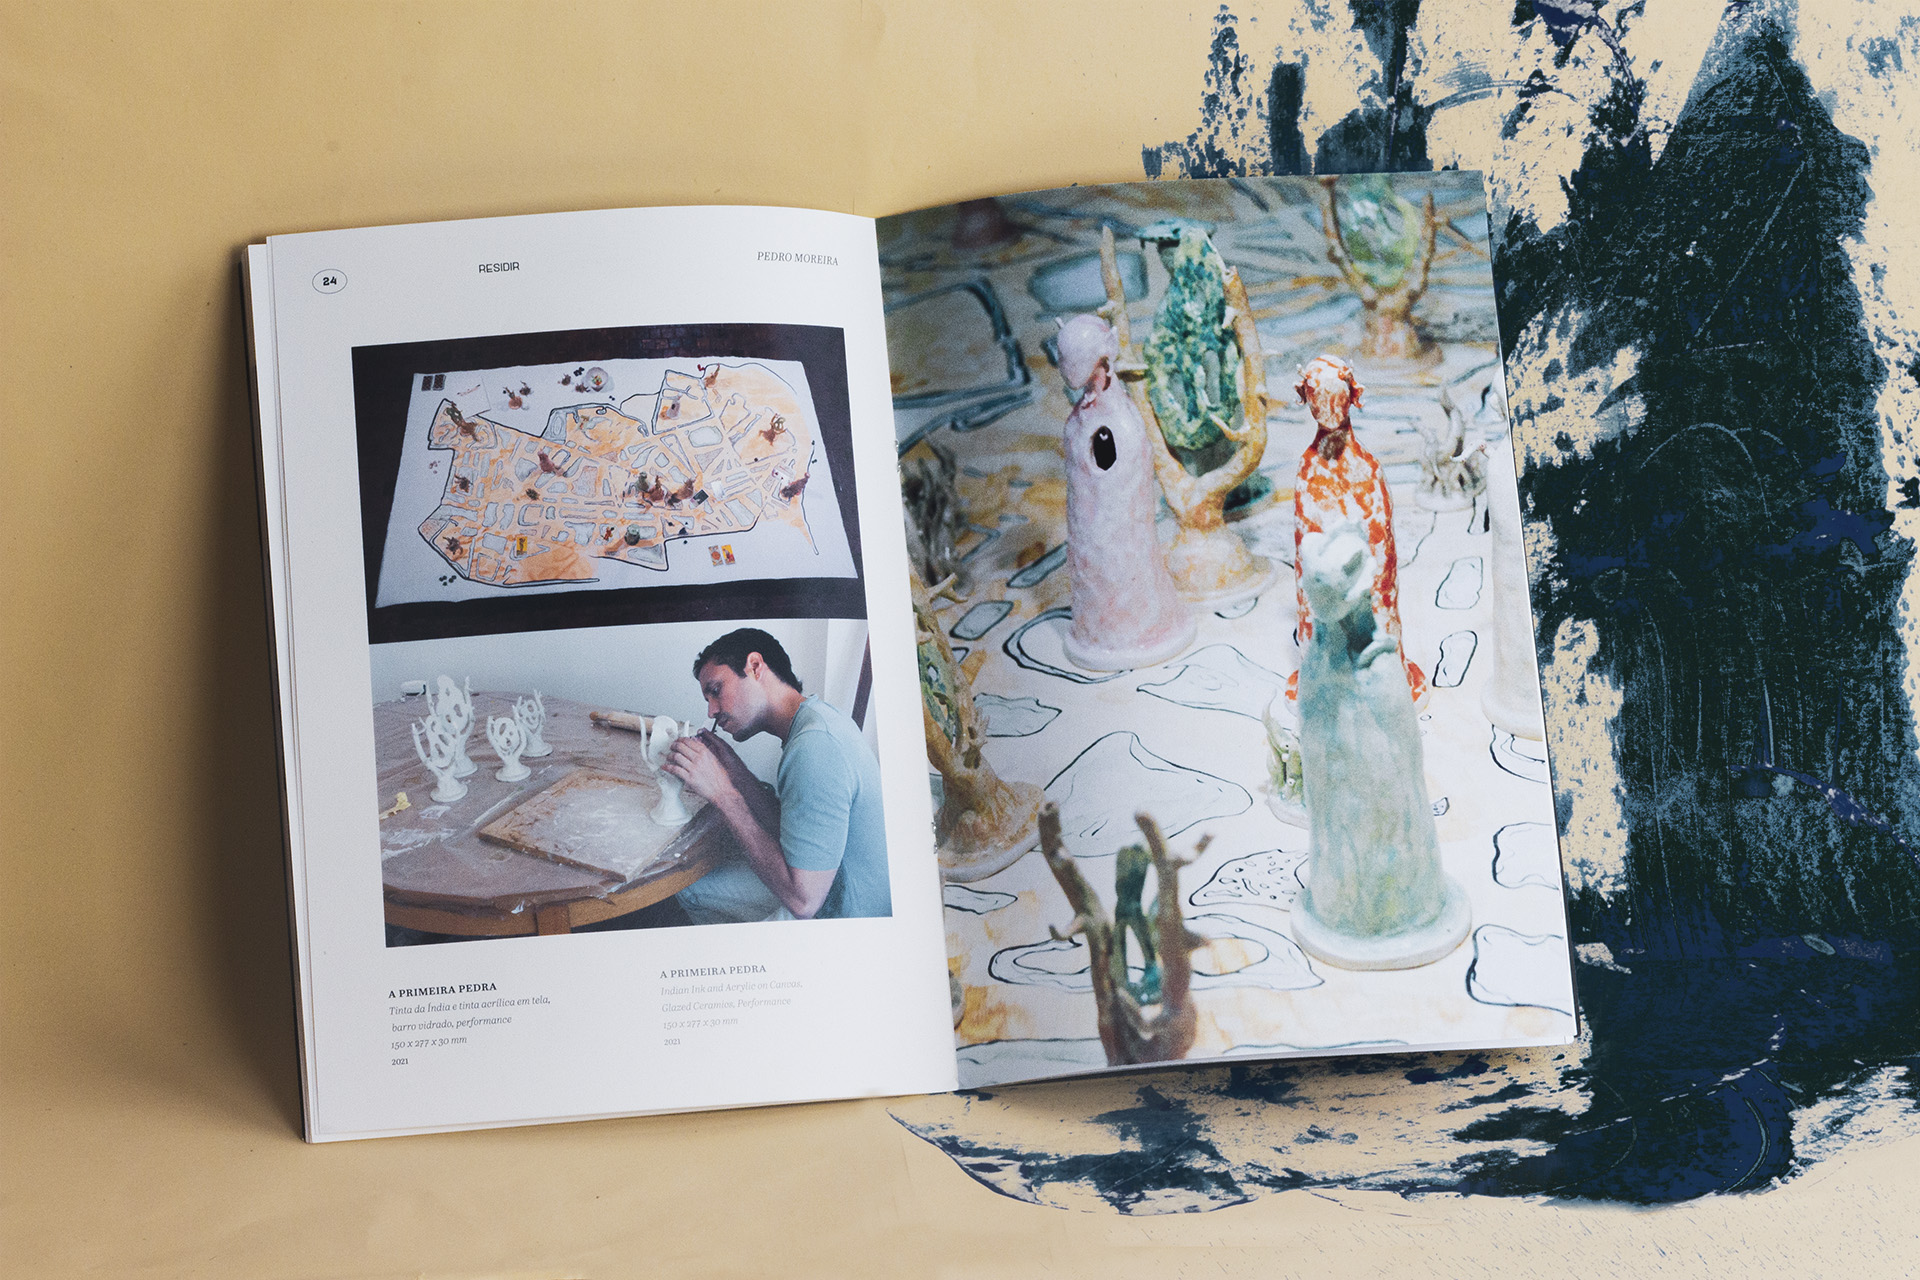 24
RESIDIR
PEDRO MOREIRA
A PRIMEIRA PEDRA
Tinta da Índia e tinta acrílica em tela,
barro vidrado, performance
150 x 277 x 30 mm
2021
A PRIMEIRA PEDRA
Indian Ink and Acrylic on Canvas,
Glazed Ceramics, Performance
150 x 277 x 30 mm
2021